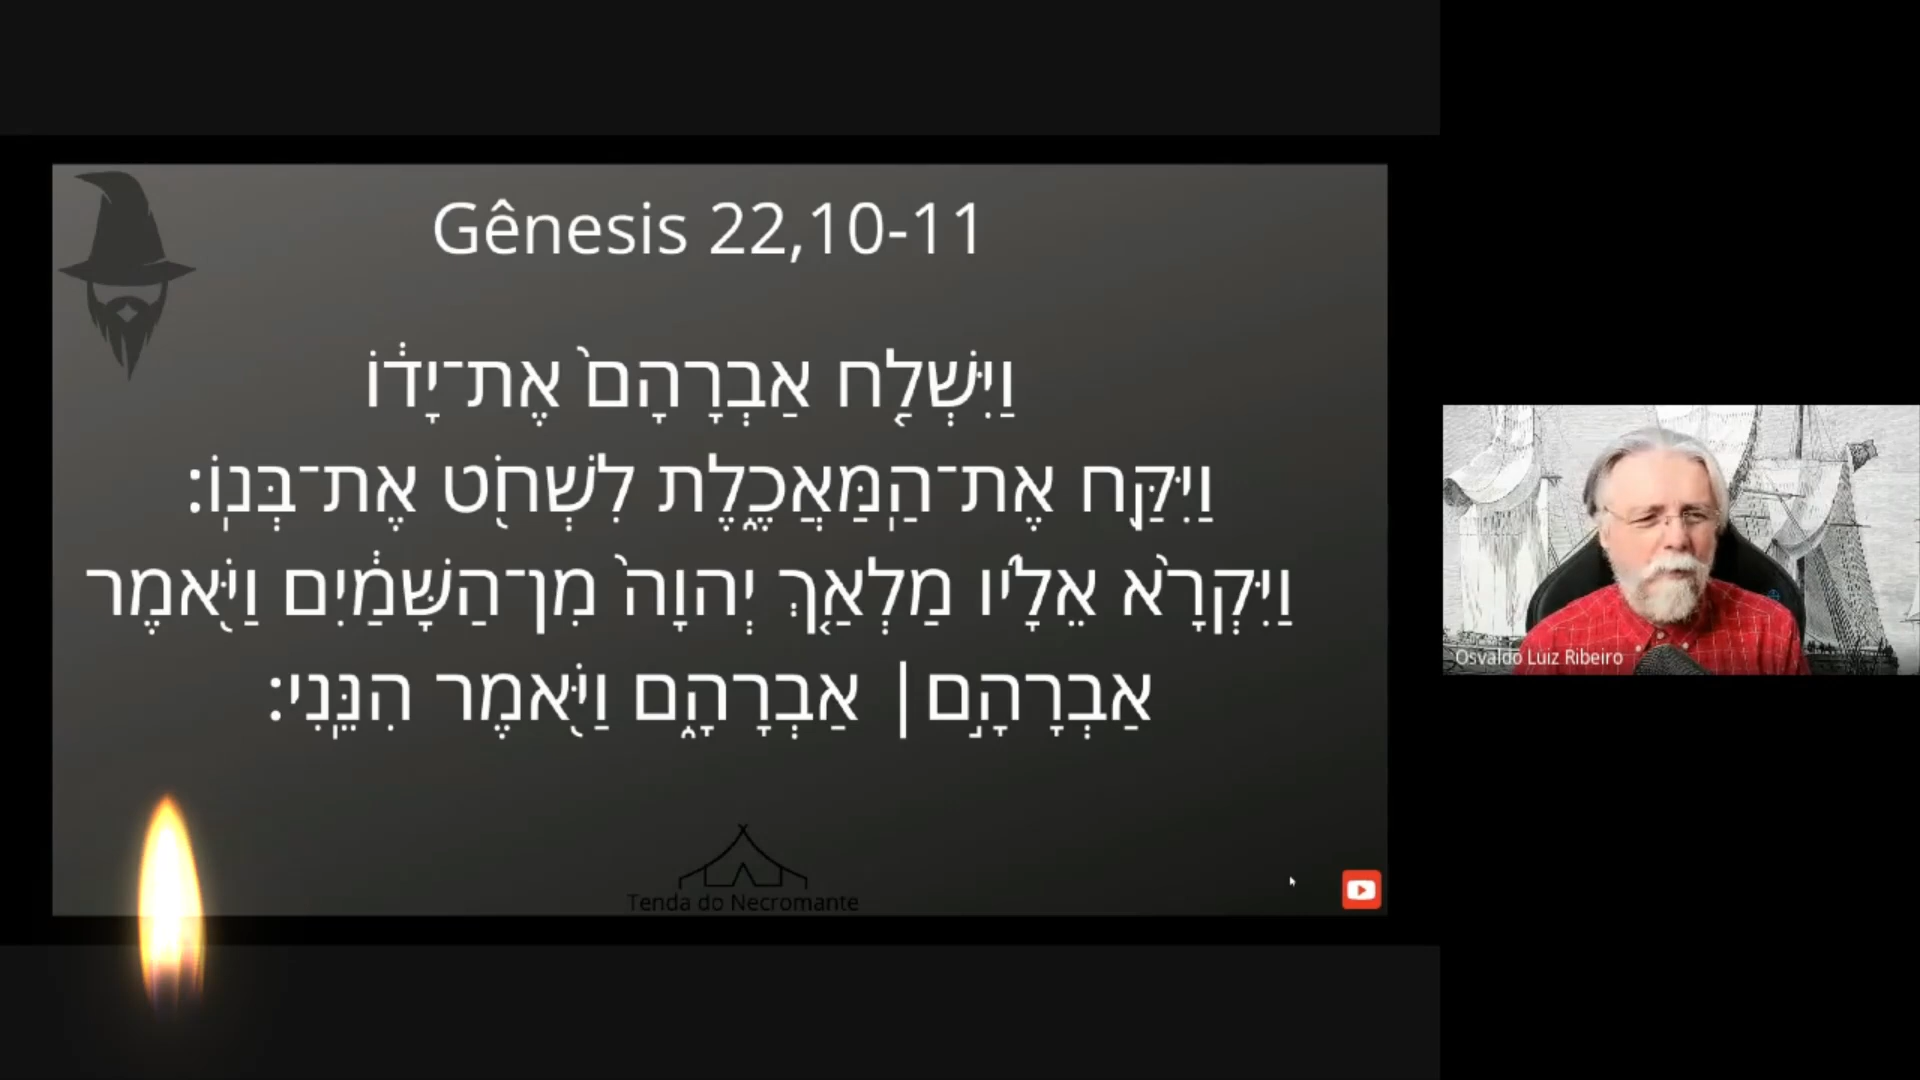 Gênesis 22,10-11
וַיִּשְׁלַ֤ח אַבְרָהָם֙ אֶת־יָד֔וֹ
וַיִּקַּ֖ח אֶת־הַֽמַּאֲכֶ֑לֶת לִשְׁחֹ֖ט אֶת־בְּנֽוֹ׃
וַיִּקְרָ֨א אֵלָ֜יו מַלְאַ֤ךְ יְהוָה֙ מִן־הַשָּׁמַ֔יִם וַיֹּ֖אמֶר
אַבְרָהָ֣ם׀ אַבְרָהָ֑ם וַיֹּ֖אמֶר הִנֵּֽנִי׃
Tenda do Necromante
Osvaldo Luiz Ribeiro